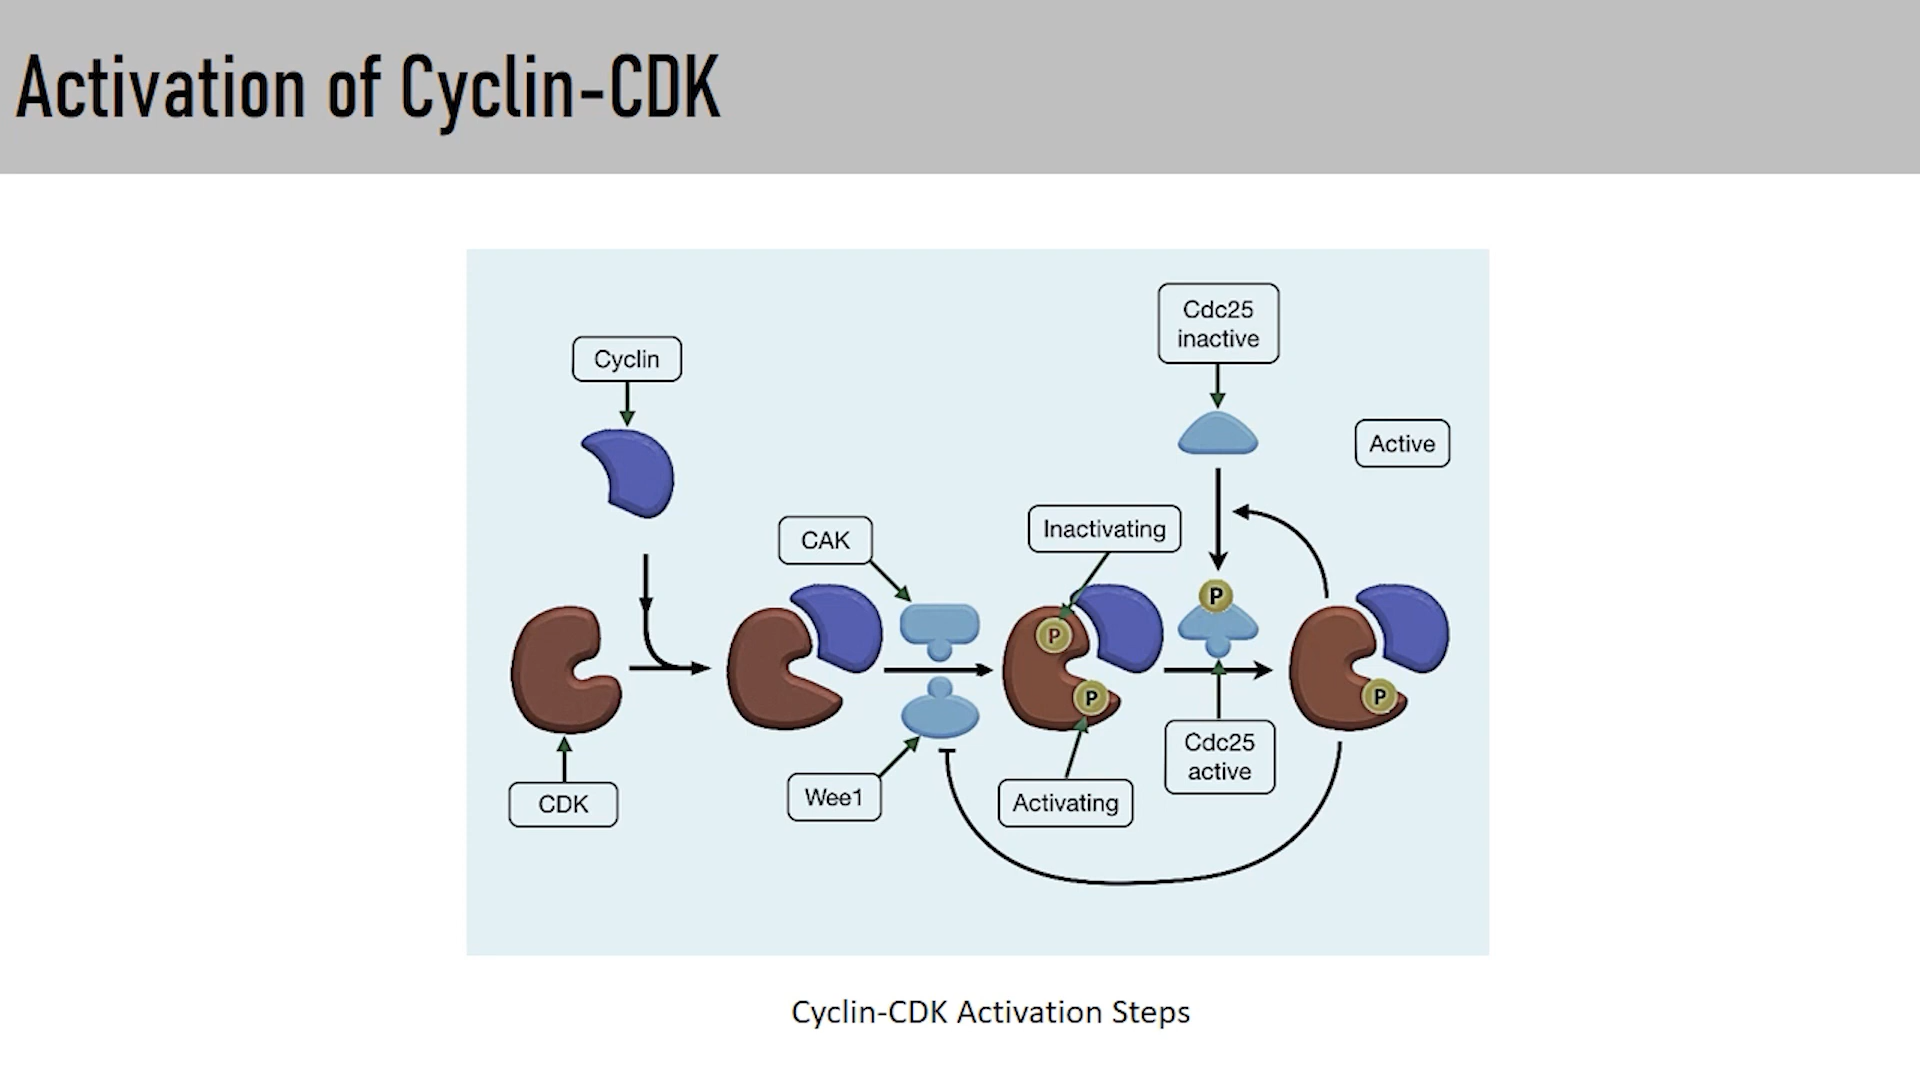 Activation of Cyclin-CDK
Cdc25
inactive
Cyclin
Active
CAK
Inactivating
P
P
P
P
Cdc25
active
CDK
Wee1
Activating
Cyclin-CDK Activation Steps